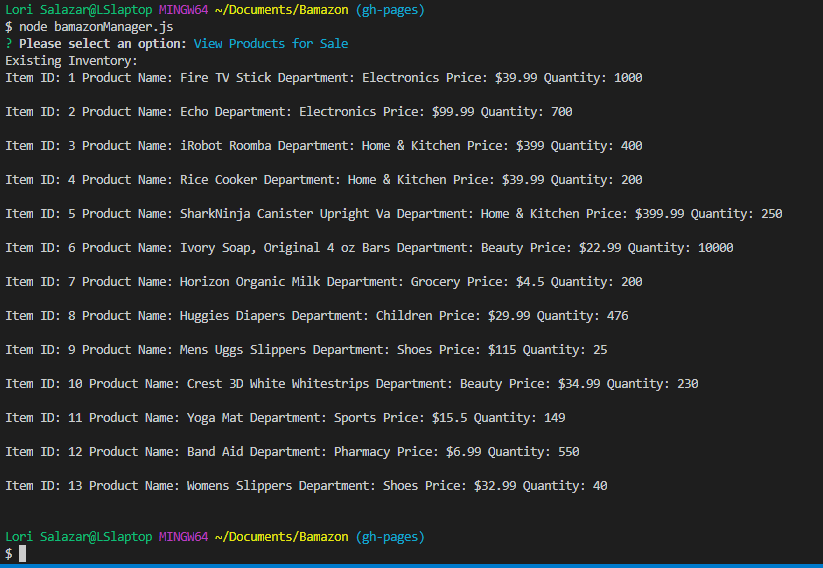 Lori Salazar@LSlaptop MINGW64 ~/Documents/Bamazon (gh-pages)
$ node bamazonManager.js
? Please select an option: View Products for Sale
Existing Inventory:
Item ID: 1 Product Name: Fire TV Stick Department: Electronics Price: $39.99 Quantity: 1000
Item ID: 2 Product Name: Echo Department: Electronics Price: $99.99 Quantity: 700
Item ID: 3 Product Name: iRobot Roomba Department: Home & Kitchen Price: $399 Quantity: 400
Item ID: 4 Product Name: Rice Cooker Department: Home & Kitchen Price: $39.99 Quantity: 200
Item ID: 5 Product Name: SharkNinja Canister Upright Va Department: Home & Kitchen Price: $399.99 Quantity: 250
Item ID: 6 Product Name: Ivory Soap, Original 4 oz Bars Department: Beauty Price: $22.99 Quantity: 10000
Item ID: 7 Product Name: Horizon Organic Milk Department: Grocery Price: $4.5 Quantity: 200
Item ID: 8 Product Name: Huggies Diapers Department: Children Price: $29.99 Quantity: 476
Item ID: 9 Product Name: Mens Uggs Slippers Department: Shoes Price: $115 Quantity: 25
Item ID: 10 Product Name: Crest 3D White Whitestrips Department: Beauty Price: $34.99 Quantity: 230
Item ID: 11 Product Name: Yoga Mat Department: Sports Price: $15.5 Quantity: 149
Item ID: 12 Product Name: Band Aid Department: Pharmacy Price: $6.99 Quantity: 550
Item ID: 13 Product Name: Womens Slippers Department: Shoes Price: $32.99 Quantity: 40
Lori Salazar@LSlaptop MINGW64 ~/Documents/Bamazon (gh-pages)
$